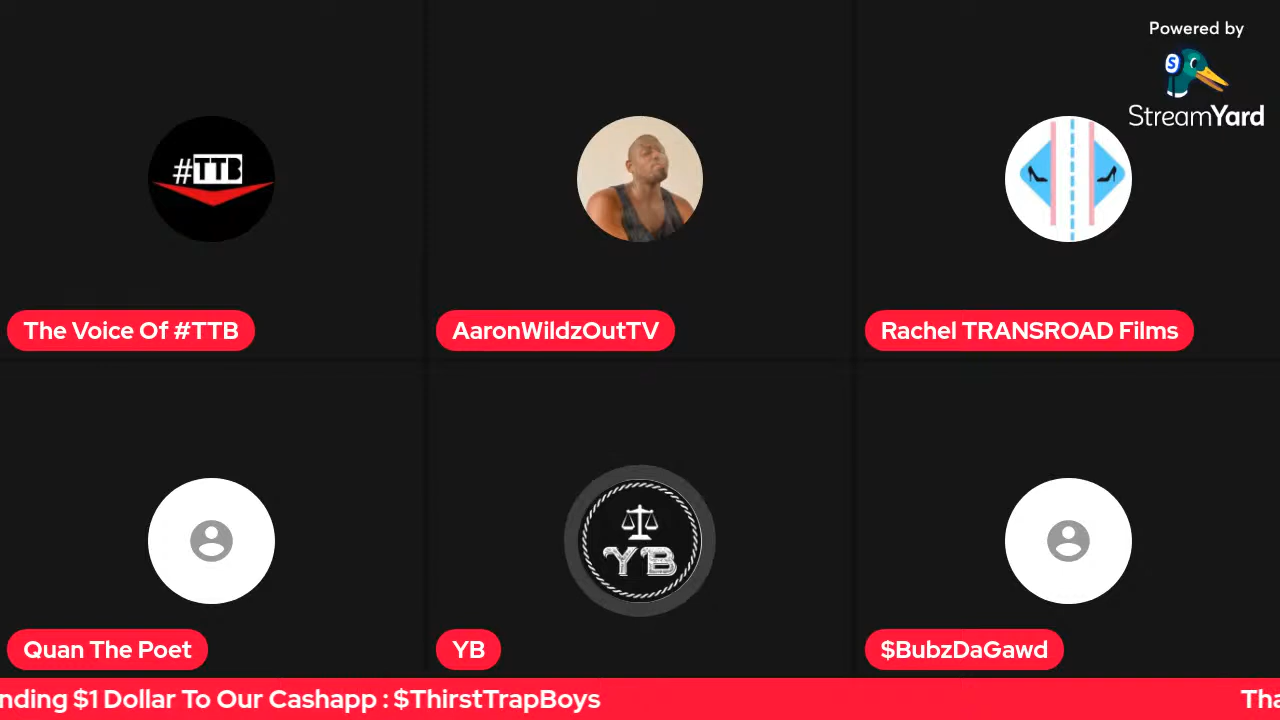 Powered by
StreamYard
#TTB
The Voice Of #TTB
AaronWildzOutTV
Rachel TRANSROAD Films
YB
Quan The Poet
YB
$BubzDaGawd
nding $1 Dollar To Our Cashapp : $ThirstTrapBoys
Tha